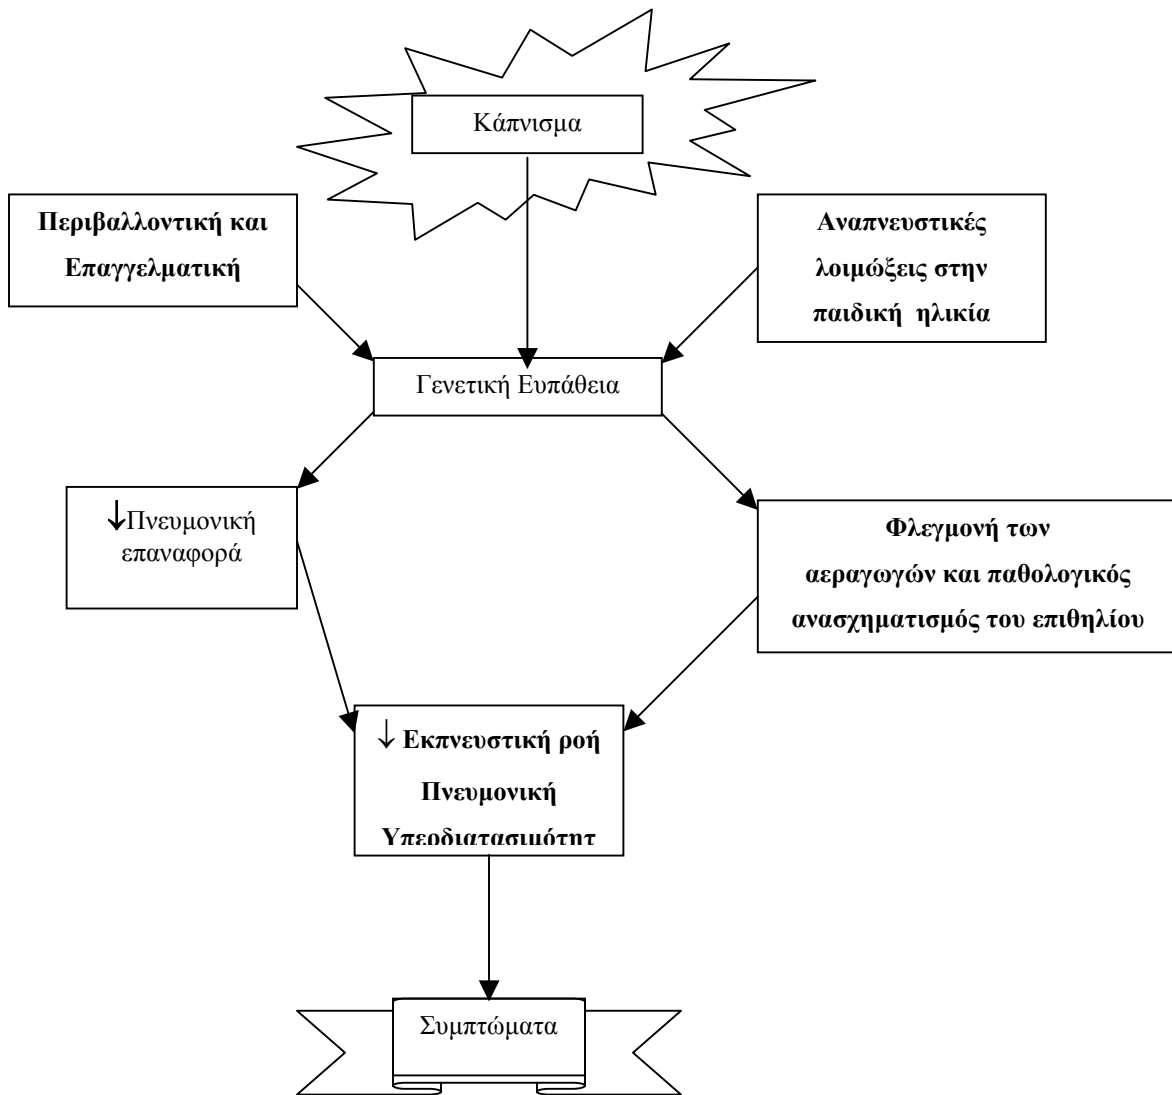 Κάπνισμα
Περιβαλλοντική και
Επαγγελματική
Αναπνευστικές
λοιμώξεις στην
παιδική ηλικία
Γενετική Ευπάθεια
↓Πνευμονική
επαναφορά
Φλεγμονή των
αεραγωγών και παθολογικός
ανασχηματισμός του επιθηλίου
↓ Εκπνευστική ροή
Πνευμονική
Υπερδιατασιμότητ
Συμπτώματα